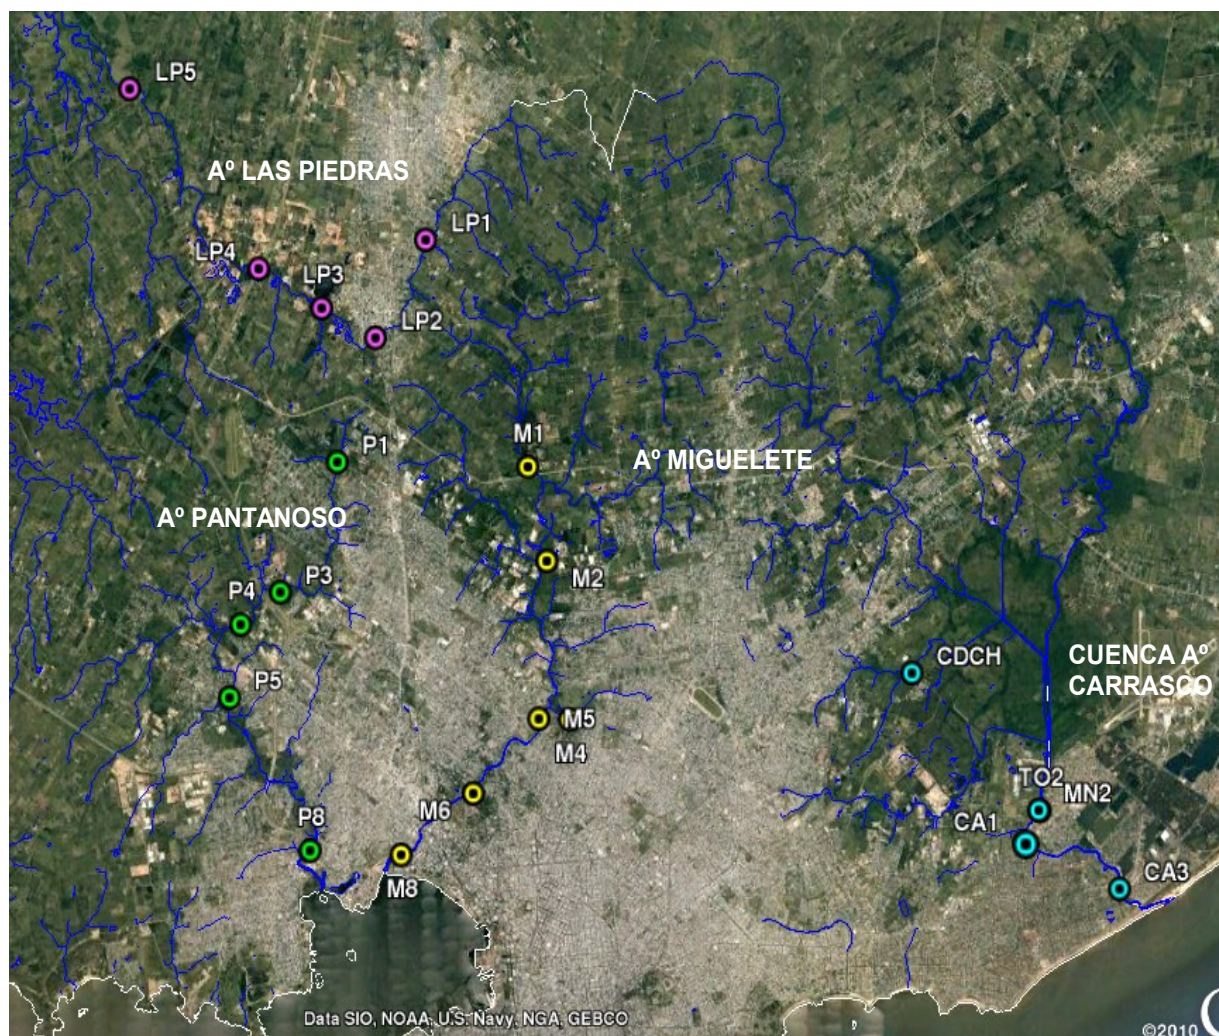 LP5
Aº LAS PIEDRAS
LP1
LP4
LP3
LP2
M1
P1
Aº MIGUELETE
Aº PANTANOSO
P3
M2
P4
CDCH
CUENCA Aº
CARRASCO
P5
M5
M4
TO2
MN2
M6
P8
CA1
M8
CA3
Data SIO, NOAA, U.S. Navy, NGA, GEBCO
©2010